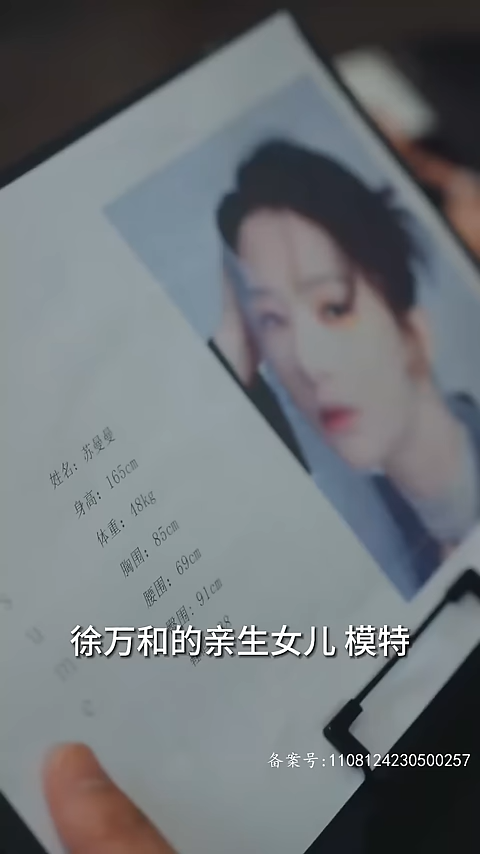 姓名：苏曼曼
身高：165cm
体重：48kg
胸围：85cm
腰围：69cm
围：91cm
徐万和的亲生女儿 模特
备案号:1108124230500257